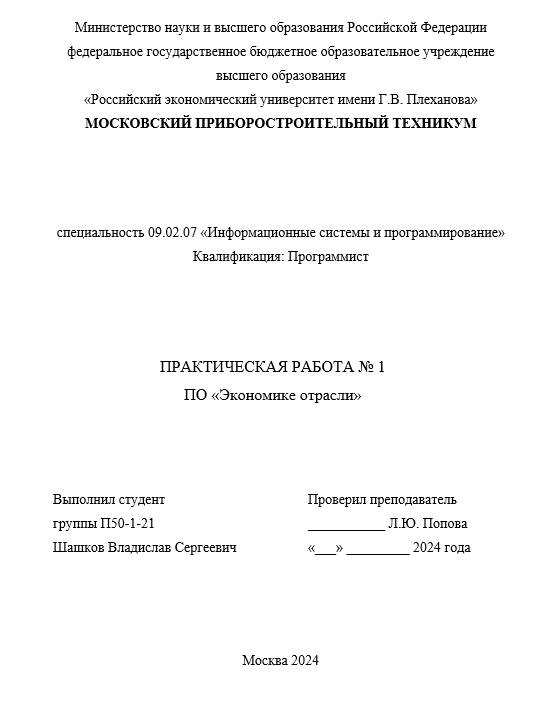 Министерство науки и высшего образования Российской Федерации
федеральное государственное бюджетное образовательное учреждение
высшего образования
«Российский экономический университет имени Г.В. Плеханова»
МОСКОВСКИЙ ПРИБОРОСТРОИТЕЛЬНЫЙ ТЕХНИКУМ
специальность 09.02.07 «Информационные системы и программирование»
Квалификация: Программист
ПРАКТИЧЕСКАЯ РАБОТА № 1
ПО «Экономике отрасли»
Выполнил студент
группы П50-1-21
Шашков Владислав Сергеевич
Проверил преподаватель
___________ Л.Ю. Попова
«___» _________ 2024 года
Москва 2024